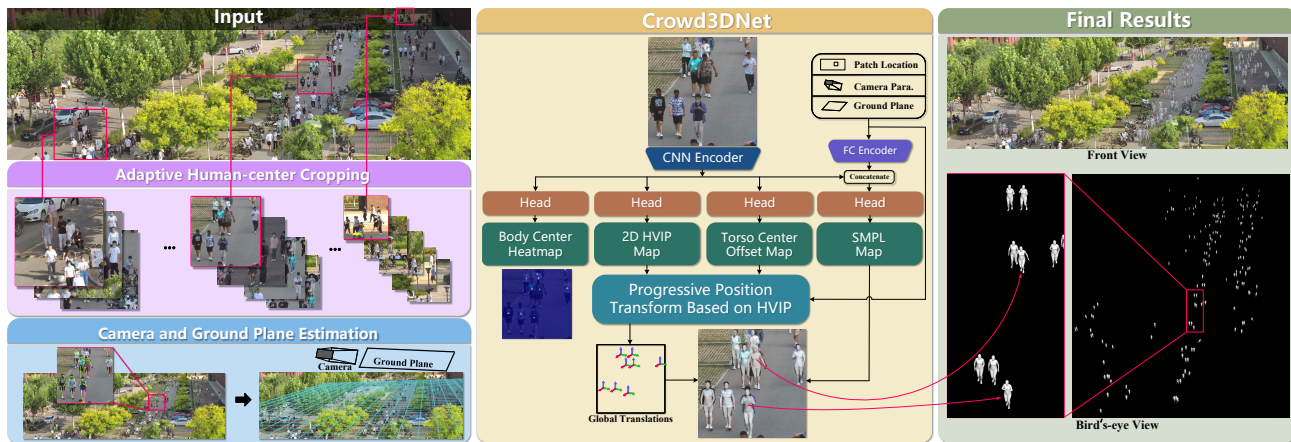 Input
Adaptive Human-center Cropping
...
...
Camera and Ground Plane Estimation
Camera
Ground Plane
Crowd3DNet
Patch Location
Camera Para.
Ground Plane
CNN Encoder
FC Encoder
Concatenate
Head
Head
Head
Head
Body Center
Heatmap
2D HVIP
Map
Torso Center
Offset Map
SMPL
Map
Progressive Position
Transform Based on HVIP
Global Translations
Final Results
Front View
Bird's-eye View